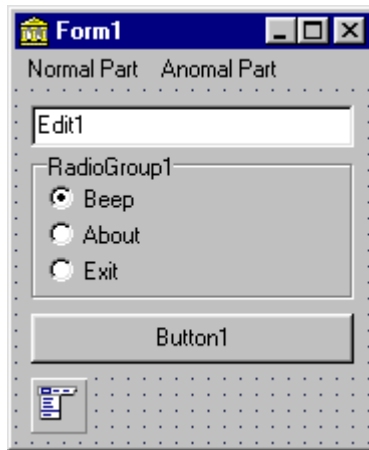 Form1
Normal Part Anomal Part
Edit1
RadioGroup1
Beep
About
Exit
Button1